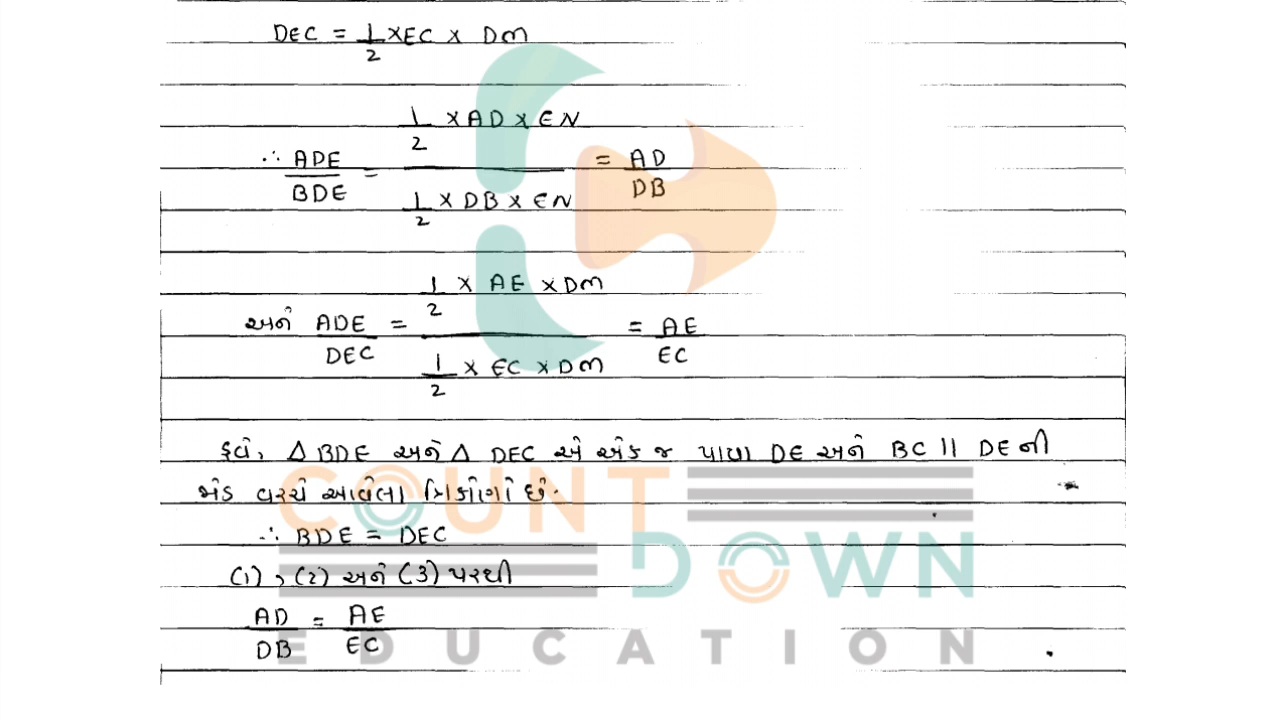 DEC = 1/2 × EC × DM
∴ ADE/BDE = (1/2 × AD × EN)/(1/2 × DB × EN) = AD/DB
અને ADE/DEC = (1/2 × AE × DM)/(1/2 × EC × DM) = AE/EC
હવે, Δ BDE અને Δ DEC એ એક જ પાયા DE અને BC || DE ની
જોડ વચ્ચે આવેલા ત્રિકોણો છે.
∴ BDE = DEC
(1), (2) અને (3) પરથી
AD/DB = AE/EC
COUNT
DOWN
EDUCATION